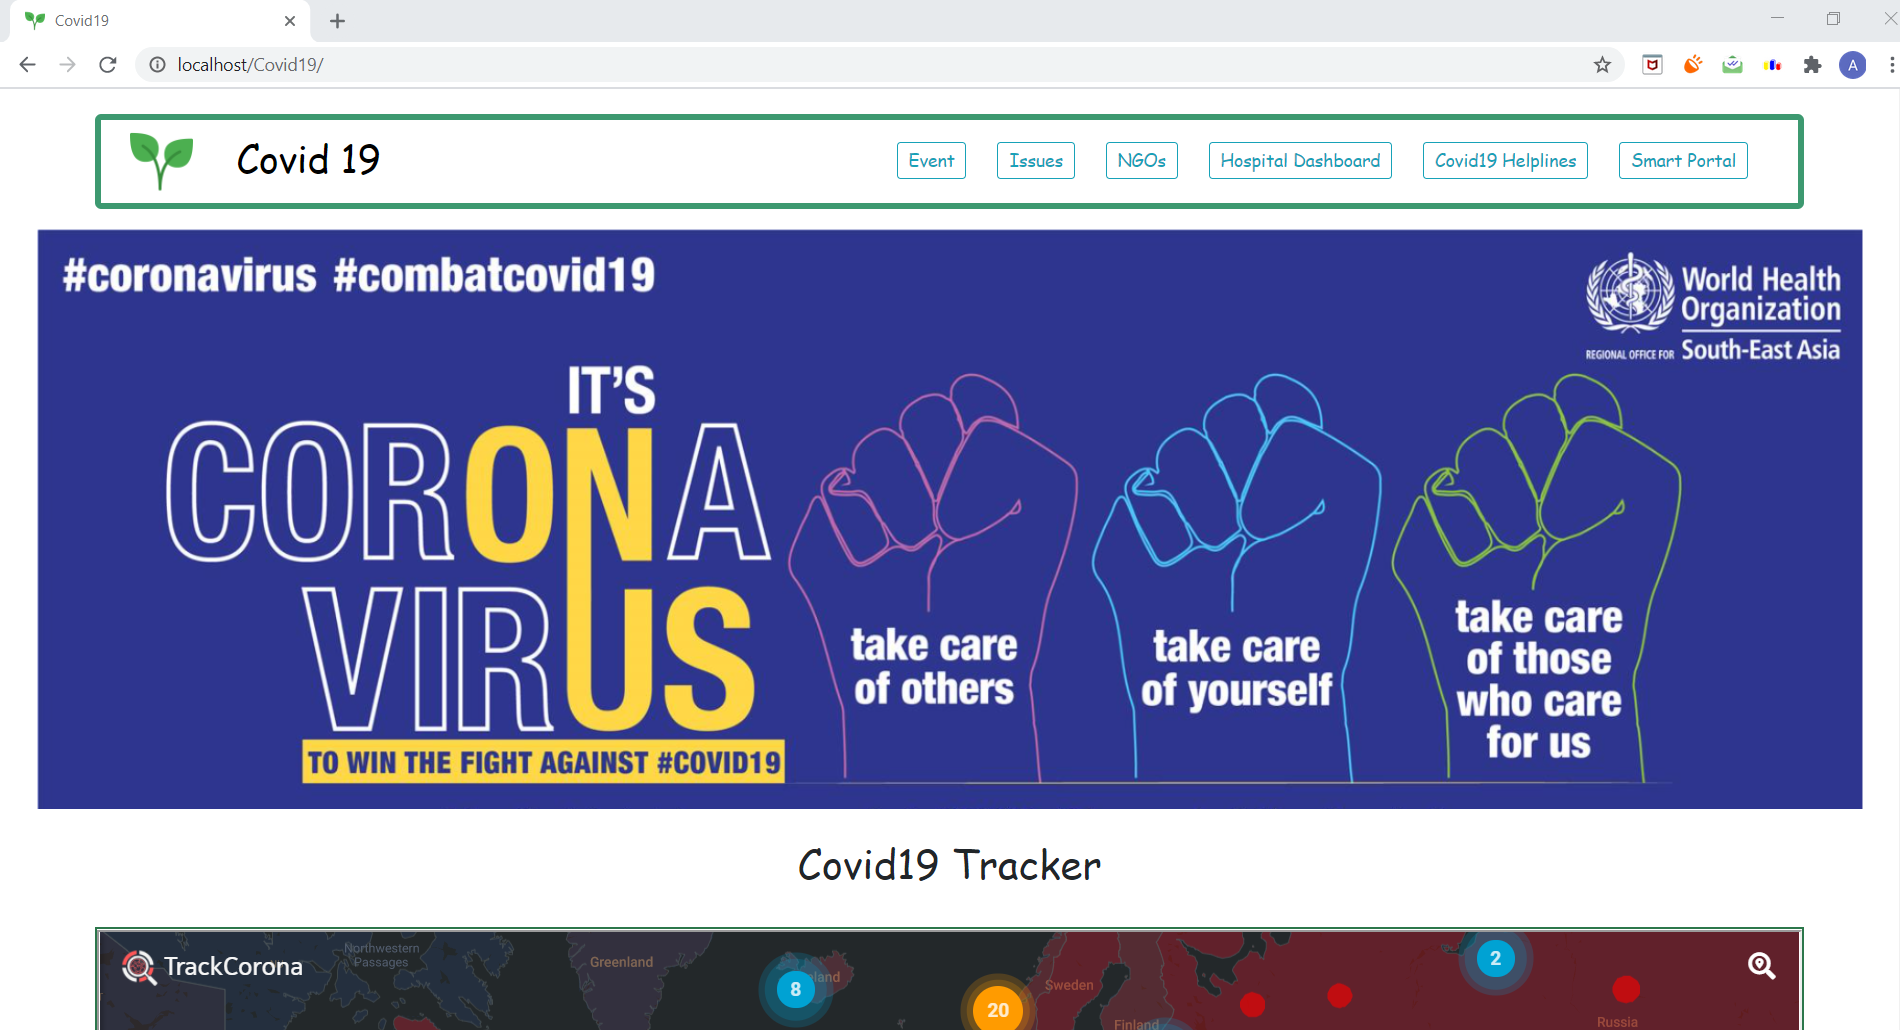 Covid19
localhost/Covid19/
A
Covid 19
Event
Issues
NGOs
Hospital Dashboard
Covid19 Helplines
Smart Portal
#coronavirus #combatcovid19
World Health
Organization
REGIONAL OFFICE FOR South-East Asia
IT'S
CORONA
VIRUS
TO WIN THE FIGHT AGAINST #COVID19
take care
of others
take care
of yourself
take care
of those
who care
for us
Covid19 Tracker
TrackCorona
Northwestern
Passages
Greenland
8
20
Sweden
Finland
2
Russia